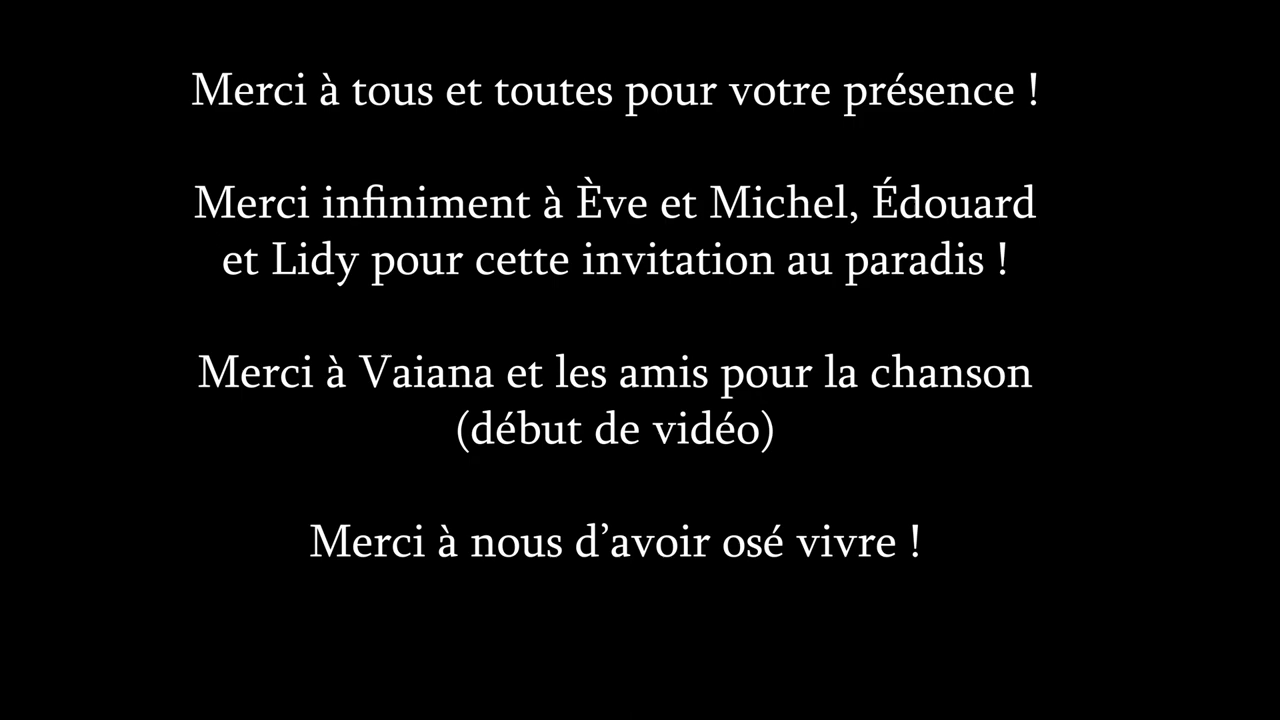 Merci à tous et toutes pour votre présence !
Merci infiniment à Ève et Michel, Édouard
et Lidy pour cette invitation au paradis !
Merci à Vaiana et les amis pour la chanson
(début de vidéo)
Merci à nous d’avoir osé vivre !